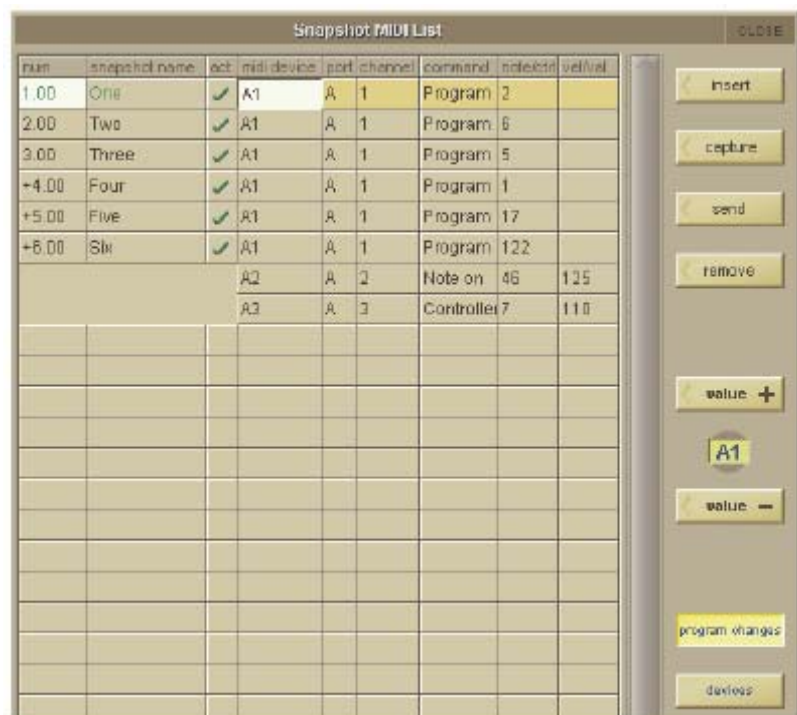 Snapshot MIDI List CLOSE
num snapshot name act midi device port channel command note/ctrl vel/val
1.00 One A1 A 1 Program 2
2.00 Two A1 A 1 Program 6
3.00 Three A1 A 1 Program 5
+4.00 Four A1 A 1 Program 1
+5.00 Five A1 A 1 Program 17
+6.00 Six A1 A 1 Program 122
A2 A 2 Note on 46 125
A3 A 3 Controller 7 110
insert
capture
send
remove
value +
A1
value −
program changes
devices